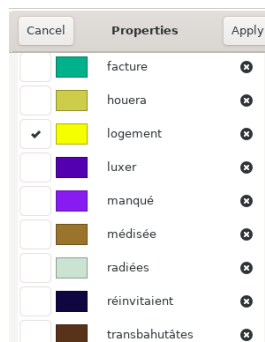 Cancel Properties Apply
facture
houera
logement
luxer
manqué
médisée
radiées
réinvitaient
transbahutâtes